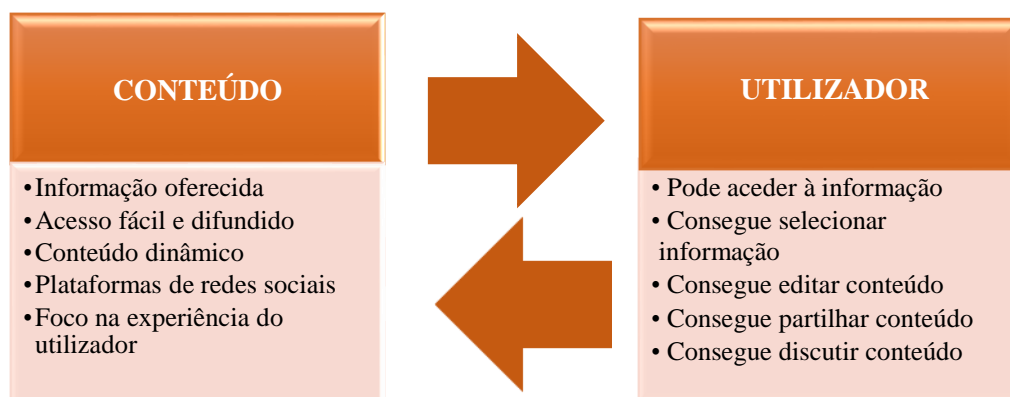 CONTEÚDO
•Informação oferecida
•Acesso fácil e difundido
•Conteúdo dinâmico
•Plataformas de redes sociais
•Foco na experiência do
utilizador
UTILIZADOR
• Pode aceder à informação
• Consegue selecionar
informação
• Consegue editar conteúdo
• Consegue partilhar conteúdo
• Consegue discutir conteúdo